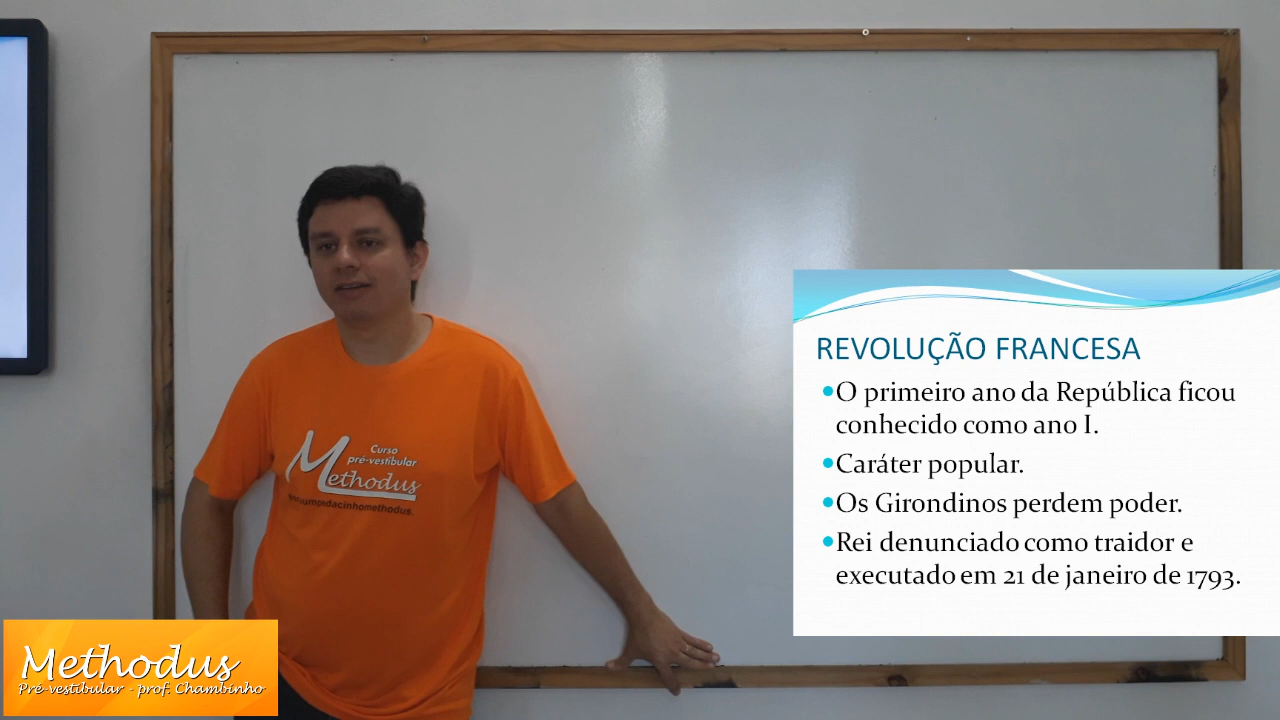 REVOLUÇÃO FRANCESA
•O primeiro ano da República ficou
conhecido como ano I.
•Caráter popular.
•Os Girondinos perdem poder.
•Rei denunciado como traidor e
executado em 21 de janeiro de 1793.
Curso
pré-vestibular
Methodus
Methodus
Pré-vestibular - prof. Chambinho